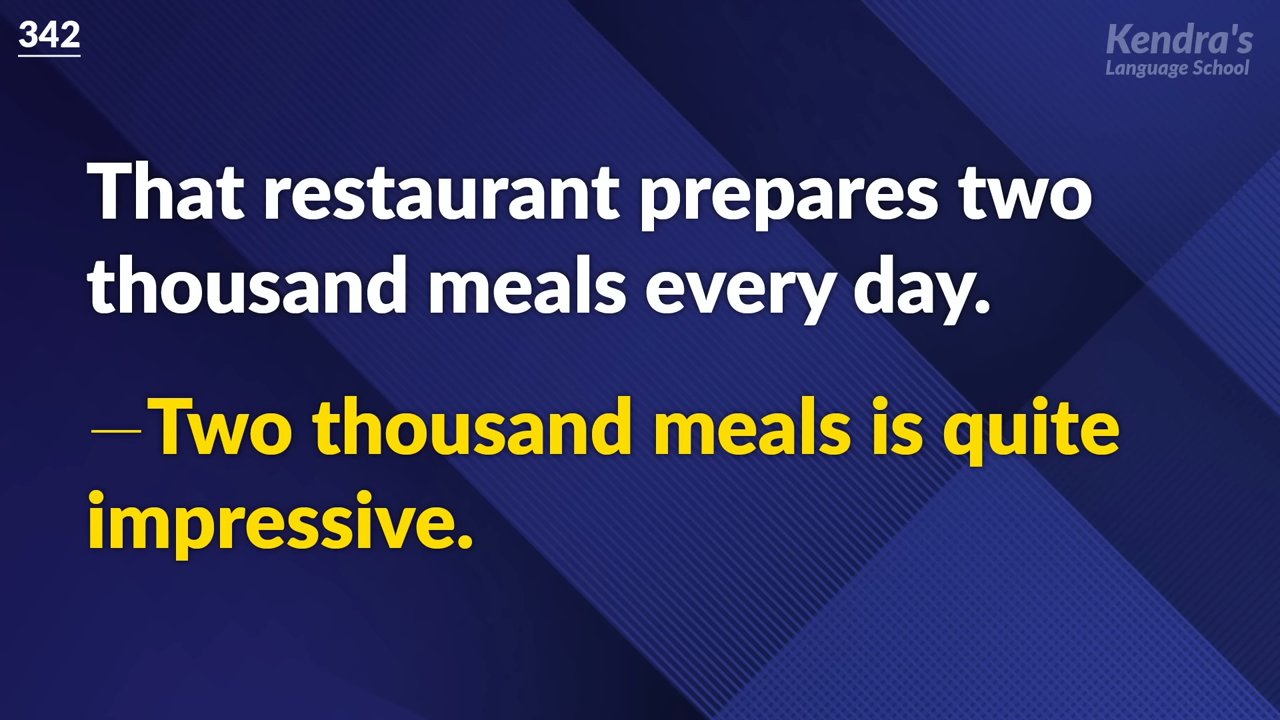 342
Kendra's
Language School
That restaurant prepares two
thousand meals every day.
—Two thousand meals is quite
impressive.